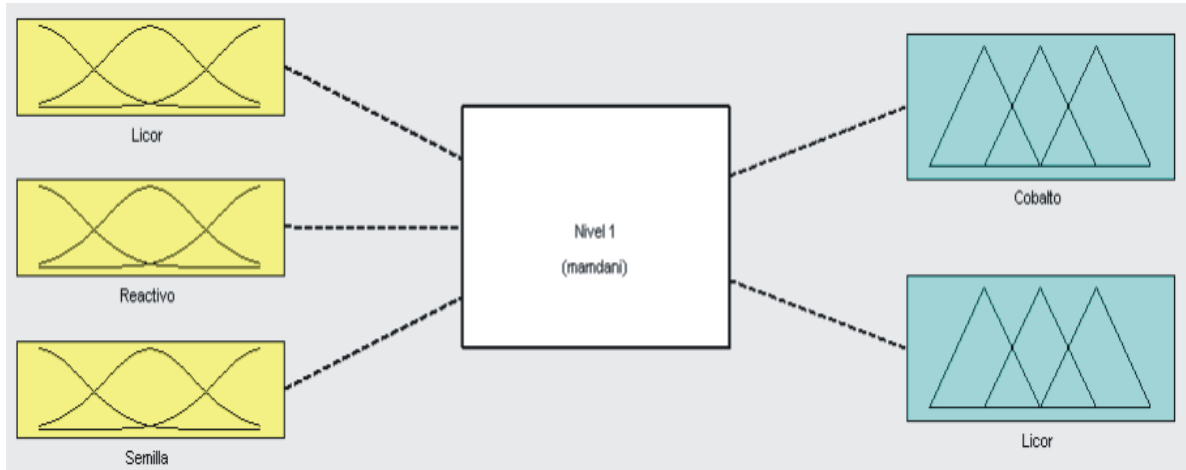 Licor
Reactivo
Semilla
Nivel 1
(mamdani)
Cobalto
Licor